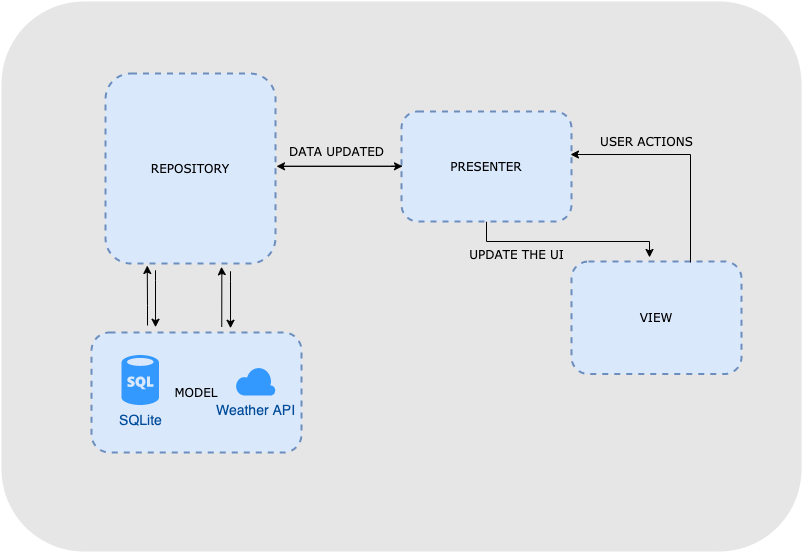 USER ACTIONS
DATA UPDATED
REPOSITORY
PRESENTER
UPDATE THE UI
VIEW
SQL
MODEL
SQLite
Weather API